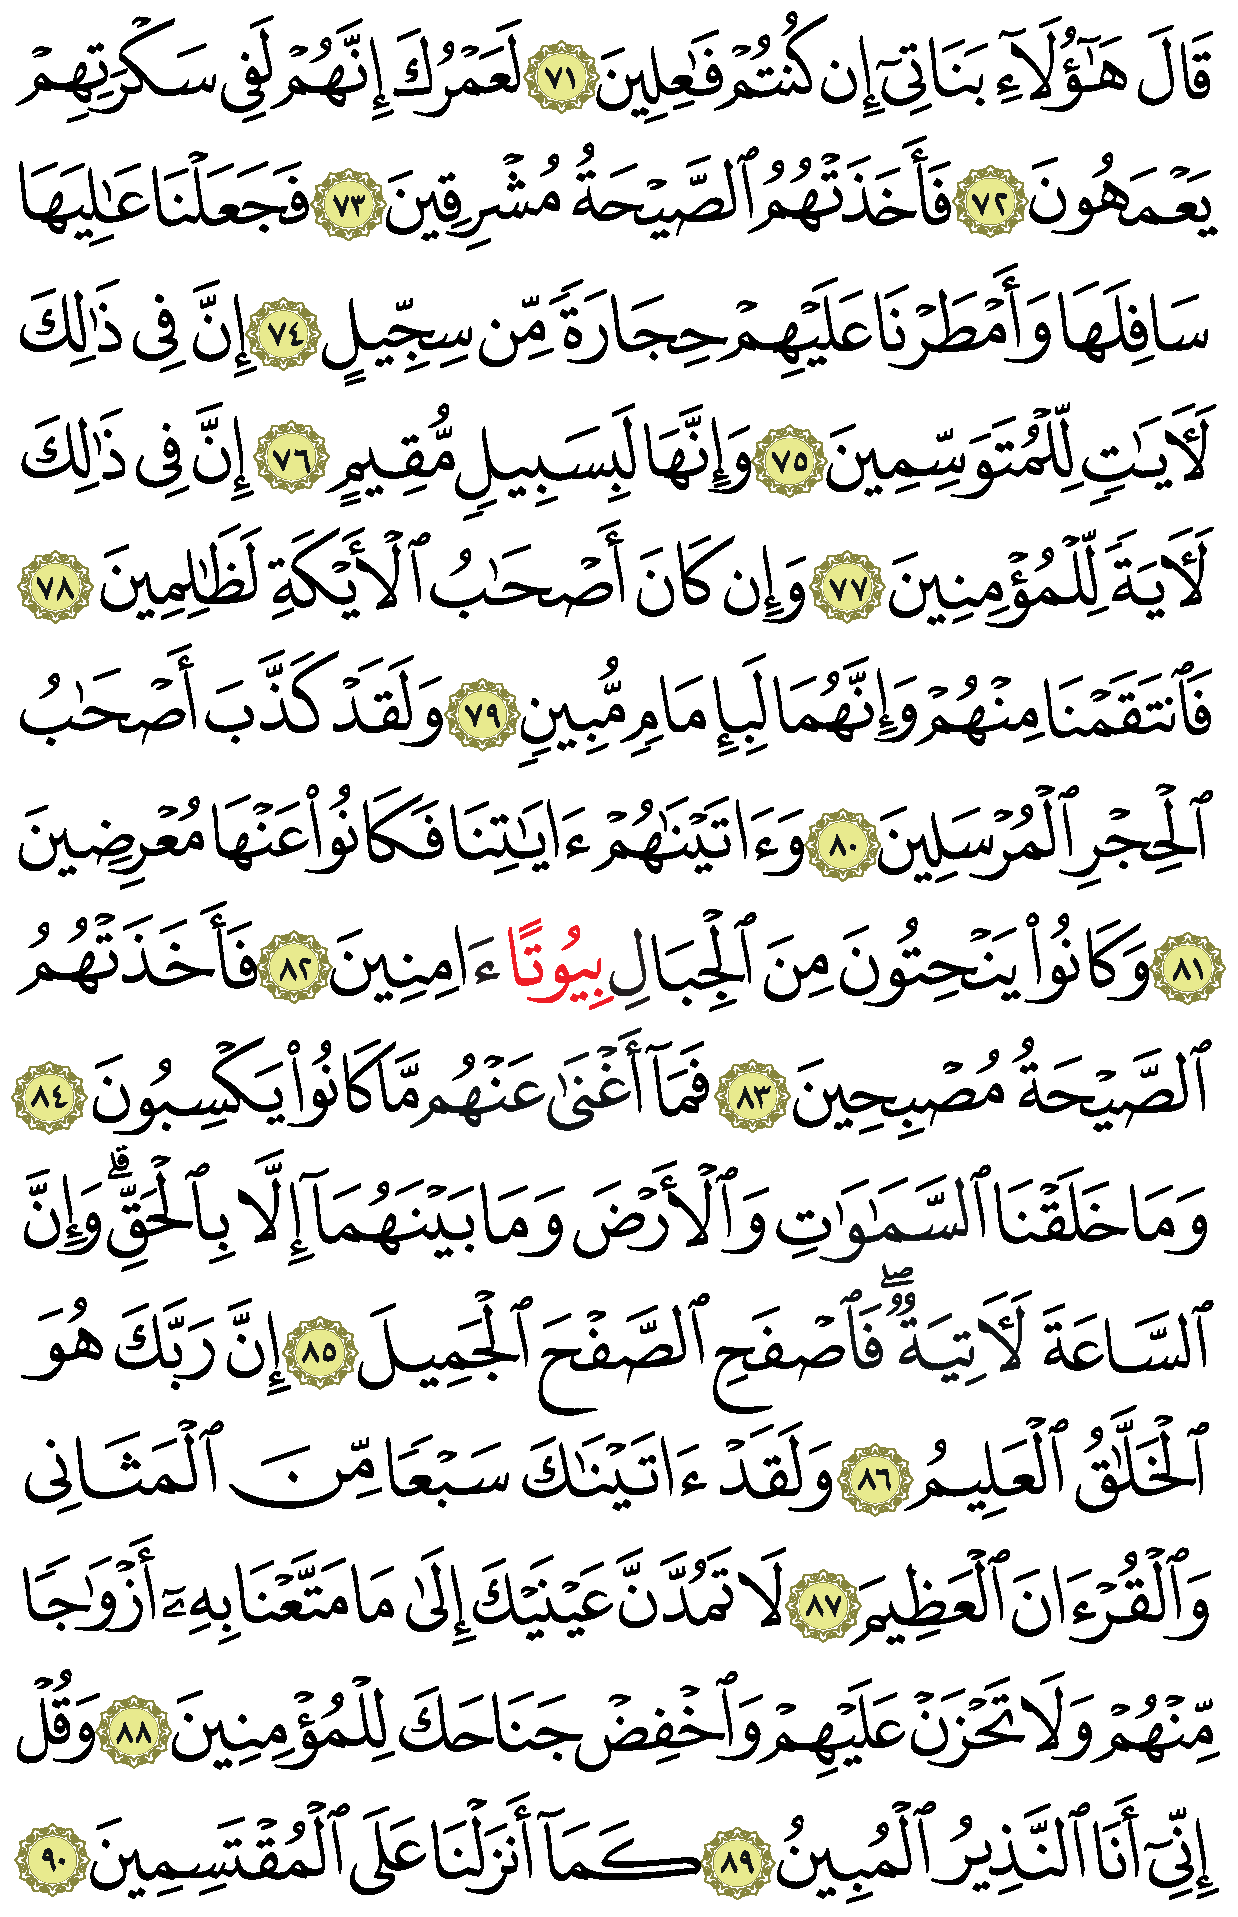 قَالَ هَـٰٓؤُلَآءِ بَنَاتِىٓ إِن كُنتُمۡ فَـٰعِلِينَ ٧١ لَعَمۡرُكَ إِنَّهُمۡ لَفِى سَكۡرَتِهِمۡ
يَعۡمَهُونَ ٧٢ فَأَخَذَتۡهُمُ ٱلصَّيۡحَةُ مُشۡرِقِينَ ٧٣ فَجَعَلۡنَا عَـٰلِيَهَا
سَافِلَهَا وَأَمۡطَرۡنَا عَلَيۡهِمۡ حِجَارَةٗ مِّن سِجِّيلٍ ٧٤ إِنَّ فِى ذَٰلِكَ
لَأٓيَـٰتٖ لِّلۡمُتَوَسِّمِينَ ٧٥ وَإِنَّهَا لَبِسَبِيلٖ مُّقِيمٍ ٧٦ إِنَّ فِى ذَٰلِكَ
لَأٓيَةٗ لِّلۡمُؤۡمِنِينَ ٧٧ وَإِن كَانَ أَصۡحَـٰبُ ٱلۡأَيۡكَةِ لَظَـٰلِمِينَ ٧٨
فَٱنتَقَمۡنَا مِنۡهُمۡ وَإِنَّهُمَا لَبِإِمَامٖ مُّبِينٖ ٧٩ وَلَقَدۡ كَذَّبَ أَصۡحَـٰبُ
ٱلۡحِجۡرِ ٱلۡمُرۡسَلِينَ ٨٠ وَءَاتَيۡنَـٰهُمۡ ءَايَـٰتِنَا فَكَانُواْ عَنۡهَا مُعۡرِضِينَ
٨١ وَكَانُواْ يَنۡحِتُونَ مِنَ ٱلۡجِبَالِ بِيُوتًا ءَامِنِينَ ٨٢ فَأَخَذَتۡهُمُ
ٱلصَّيۡحَةُ مُصۡبِحِينَ ٨٣ فَمَآ أَغۡنَىٰ عَنۡهُم مَّا كَانُواْ يَكۡسِبُونَ ٨٤
وَمَا خَلَقۡنَا ٱلسَّمَـٰوَٰتِ وَٱلۡأَرۡضَ وَمَا بَيۡنَهُمَآ إِلَّا بِٱلۡحَقِّۗ وَإِنَّ
ٱلسَّاعَةَ لَأٓتِيَةٞۖ فَٱصۡفَحِ ٱلصَّفۡحَ ٱلۡجَمِيلَ ٨٥ إِنَّ رَبَّكَ هُوَ
ٱلۡخَلَّـٰقُ ٱلۡعَلِيمُ ٨٦ وَلَقَدۡ ءَاتَيۡنَـٰكَ سَبۡعٗا مِّنَ ٱلۡمَثَانِى
وَٱلۡقُرۡءَانَ ٱلۡعَظِيمَ ٨٧ لَا تَمُدَّنَّ عَيۡنَيۡكَ إِلَىٰ مَا مَتَّعۡنَا بِهِۦٓ أَزۡوَٰجٗا
مِّنۡهُمۡ وَلَا تَحۡزَنۡ عَلَيۡهِمۡ وَٱخۡفِضۡ جَنَاحَكَ لِلۡمُؤۡمِنِينَ ٨٨ وَقُلۡ
إِنِّىٓ أَنَا ٱلنَّذِيرُ ٱلۡمُبِينُ ٨٩ كَمَآ أَنزَلۡنَا عَلَى ٱلۡمُقۡتَسِمِينَ ٩٠